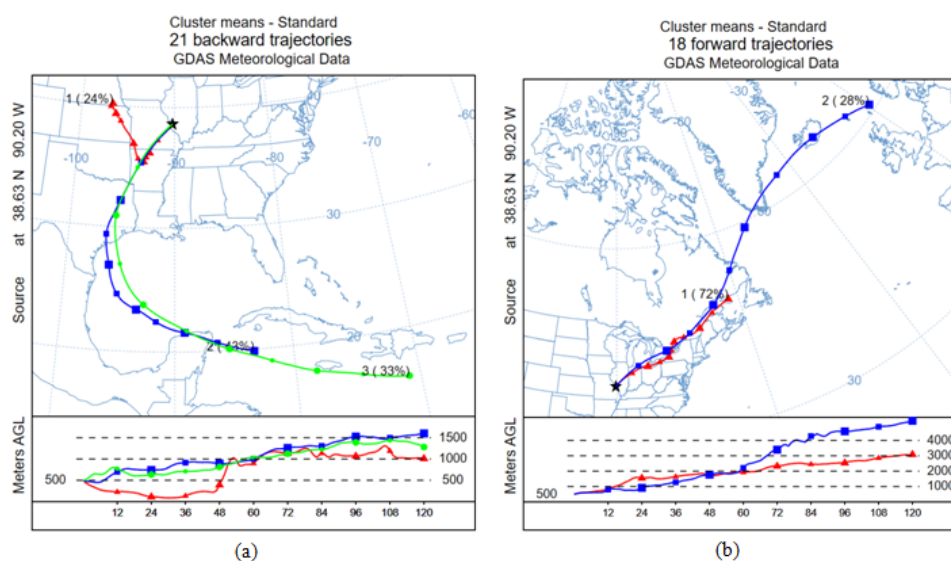 Cluster means - Standard
21 backward trajectories
GDAS Meteorological Data
Source ★ at 38.63 N 90.20 W
1 ( 24%)
-60
-70
-100
-90
-80
30
2 ( 43%)
3 ( 33%)
Meters AGL
1500
1000
500
500
12 24 36 48 60 72 84 96 108 120
(a)
Cluster means - Standard
18 forward trajectories
GDAS Meteorological Data
Source ★ at 38.63 N 90.20 W
2 ( 28%)
1 ( 72%)
30
Meters AGL
4000
3000
2000
1000
500
12 24 36 48 60 72 84 96 108 120
(b)